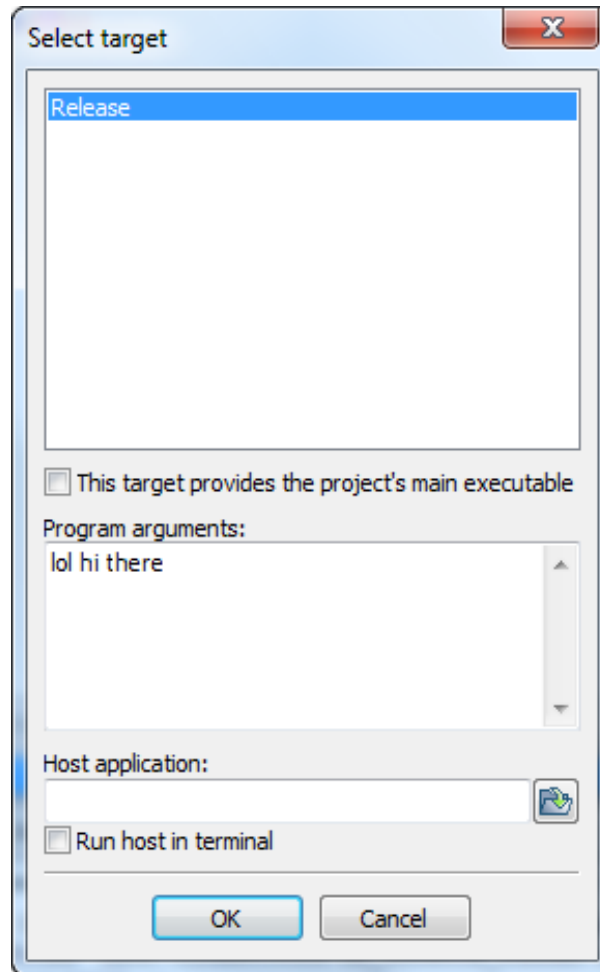 Select target
Release
This target provides the project's main executable
Program arguments:
lol hi there
Host application:
Run host in terminal
OK
Cancel